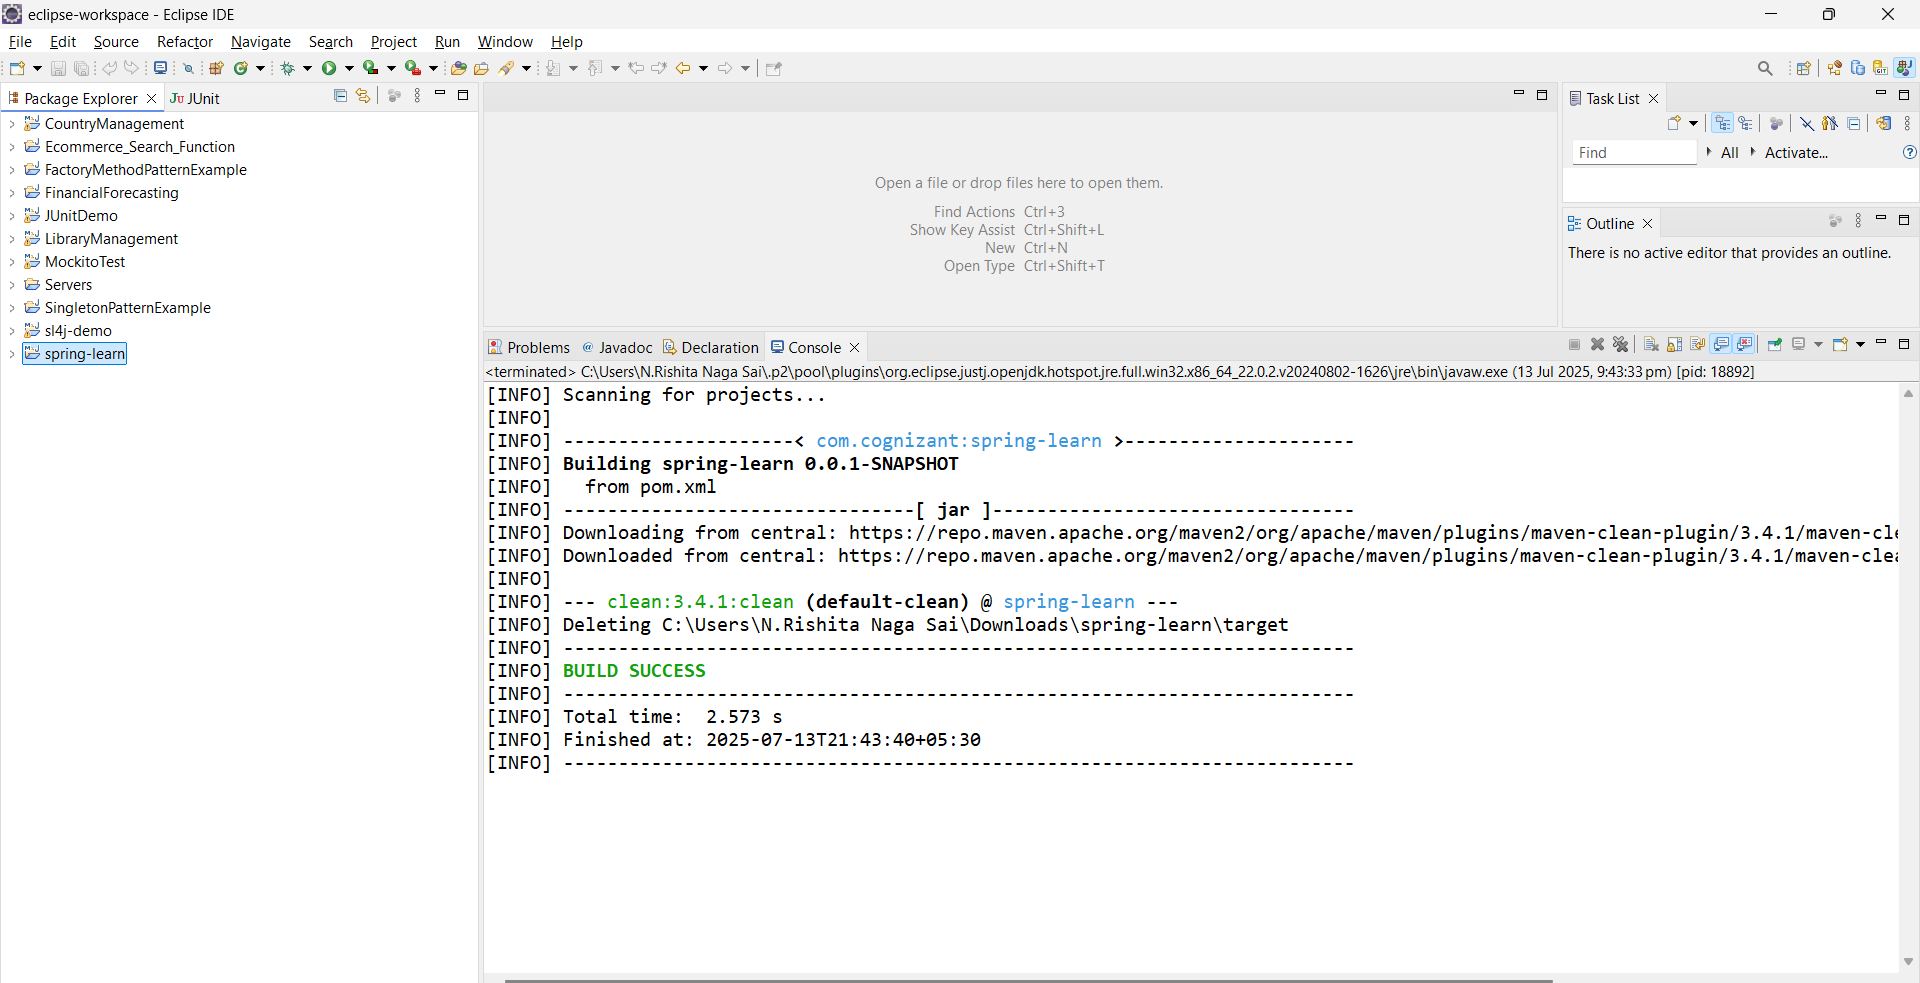 eclipse-workspace - Eclipse IDE
File Edit Source Refactor Navigate Search Project Run Window Help
Package Explorer
JUnit
CountryManagement
Ecommerce_Search_Function
FactoryMethodPatternExample
FinancialForecasting
JUnitDemo
LibraryManagement
MockitoTest
Servers
SingletonPatternExample
sl4j-demo
spring-learn
Open a file or drop files here to open them.
Find Actions Ctrl+3
Show Key Assist Ctrl+Shift+L
New Ctrl+N
Open Type Ctrl+Shift+T
Task List
Find
All
Activate...
Outline
There is no active editor that provides an outline.
Problems @ Javadoc Declaration Console
<terminated> C:\Users\N.Rishita Naga Sai\.p2\pool\plugins\org.eclipse.justj.openjdk.hotspot.jre.full.win32.x86_64_22.0.2.v20240802-1626\jre\bin\javaw.exe (13 Jul 2025, 9:43:33 pm) [pid: 18892]
[INFO] Scanning for projects...
[INFO]
[INFO] ---------------------< com.cognizant:spring-learn >---------------------
[INFO] Building spring-learn 0.0.1-SNAPSHOT
[INFO]   from pom.xml
[INFO] --------------------------------[ jar ]---------------------------------
[INFO] Downloading from central: https://repo.maven.apache.org/maven2/org/apache/maven/plugins/maven-clean-plugin/3.4.1/maven-cle
[INFO] Downloaded from central: https://repo.maven.apache.org/maven2/org/apache/maven/plugins/maven-clean-plugin/3.4.1/maven-clea
[INFO]
[INFO] --- clean:3.4.1:clean (default-clean) @ spring-learn ---
[INFO] Deleting C:\Users\N.Rishita Naga Sai\Downloads\spring-learn\target
[INFO] ------------------------------------------------------------------------
[INFO] BUILD SUCCESS
[INFO] ------------------------------------------------------------------------
[INFO] Total time:  2.573 s
[INFO] Finished at: 2025-07-13T21:43:40+05:30
[INFO] ------------------------------------------------------------------------